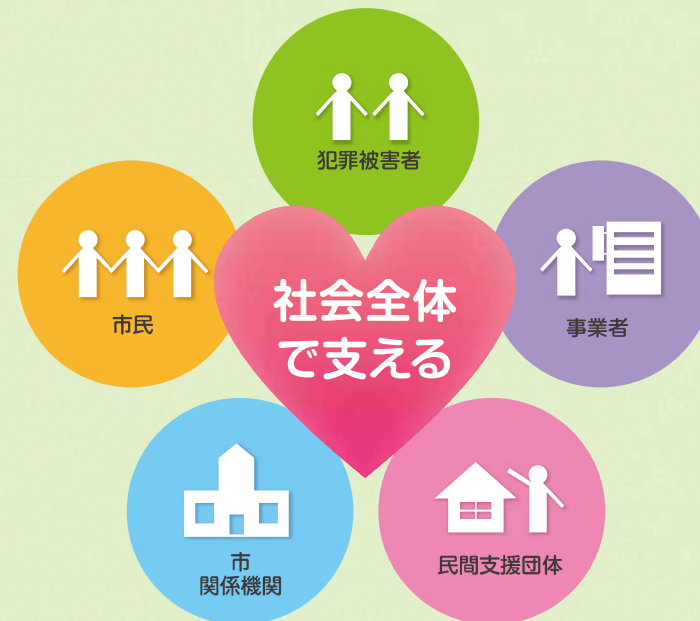 犯罪被害者
市民
社会全体
で支える
事業者
市
関係機関
民間支援団体